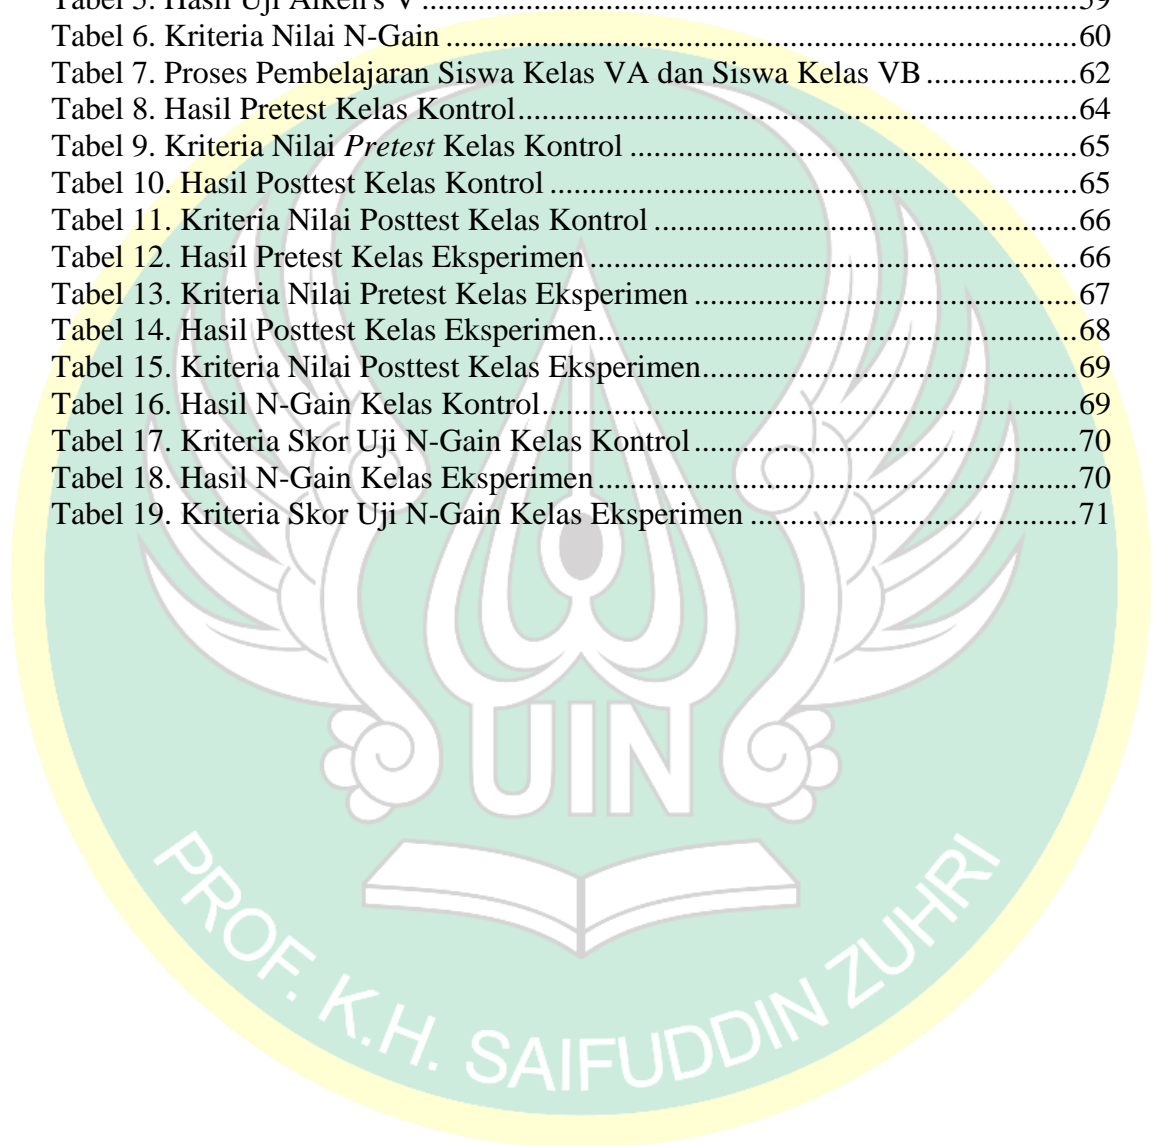 Tabel 5. Hasil Uji Aiken's V....................................................................................59
Tabel 6. Kriteria Nilai N-Gain................................................................................60
Tabel 7. Proses Pembelajaran Siswa Kelas VA dan Siswa Kelas VB...................62
Tabel 8. Hasil Pretest Kelas Kontrol.......................................................................64
Tabel 9. Kriteria Nilai Pretest Kelas Kontrol.........................................................65
Tabel 10. Hasil Posttest Kelas Kontrol...................................................................65
Tabel 11. Kriteria Nilai Posttest Kelas Kontrol......................................................66
Tabel 12. Hasil Pretest Kelas Eksperimen..............................................................66
Tabel 13. Kriteria Nilai Pretest Kelas Eksperimen.................................................67
Tabel 14. Hasil Posttest Kelas Eksperimen............................................................68
Tabel 15. Kriteria Nilai Posttest Kelas Eksperimen...............................................69
Tabel 16. Hasil N-Gain Kelas Kontrol....................................................................69
Tabel 17. Kriteria Skor Uji N-Gain Kelas Kontrol.................................................70
Tabel 18. Hasil N-Gain Kelas Eksperimen.............................................................70
Tabel 19. Kriteria Skor Uji N-Gain Kelas Eksperimen..........................................71
UIN
PROF. K.H. SAIFUDDIN ZUHRI